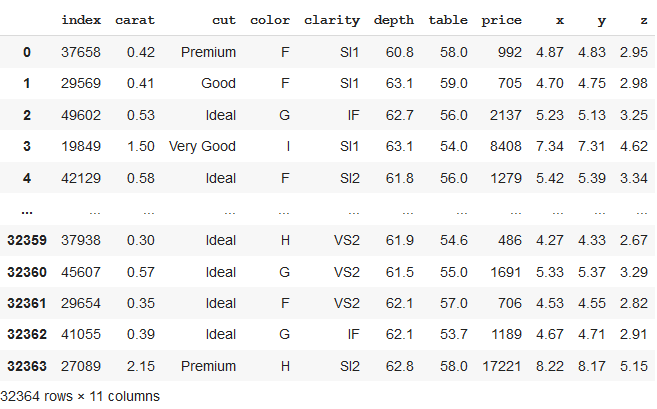 index carat cut color clarity depth table price x y z
0 37658 0.42 Premium F SI1 60.8 58.0 992 4.87 4.83 2.95
1 29569 0.41 Good F SI1 63.1 59.0 705 4.70 4.75 2.98
2 49602 0.53 Ideal G IF 62.7 56.0 2137 5.23 5.13 3.25
3 19849 1.50 Very Good I SI1 63.1 54.0 8408 7.34 7.31 4.62
4 42129 0.58 Ideal F SI2 61.8 56.0 1279 5.42 5.39 3.34
... ... ... ... ... ... ... ... ... ... ... ...
32359 37938 0.30 Ideal H VS2 61.9 54.6 486 4.27 4.33 2.67
32360 45607 0.57 Ideal G VS2 61.5 55.0 1691 5.33 5.37 3.29
32361 29654 0.35 Ideal F VS2 62.1 57.0 706 4.53 4.55 2.82
32362 41055 0.39 Ideal G IF 62.1 53.7 1189 4.67 4.71 2.91
32363 27089 2.15 Premium H SI2 62.8 58.0 17221 8.22 8.17 5.15
32364 rows × 11 columns